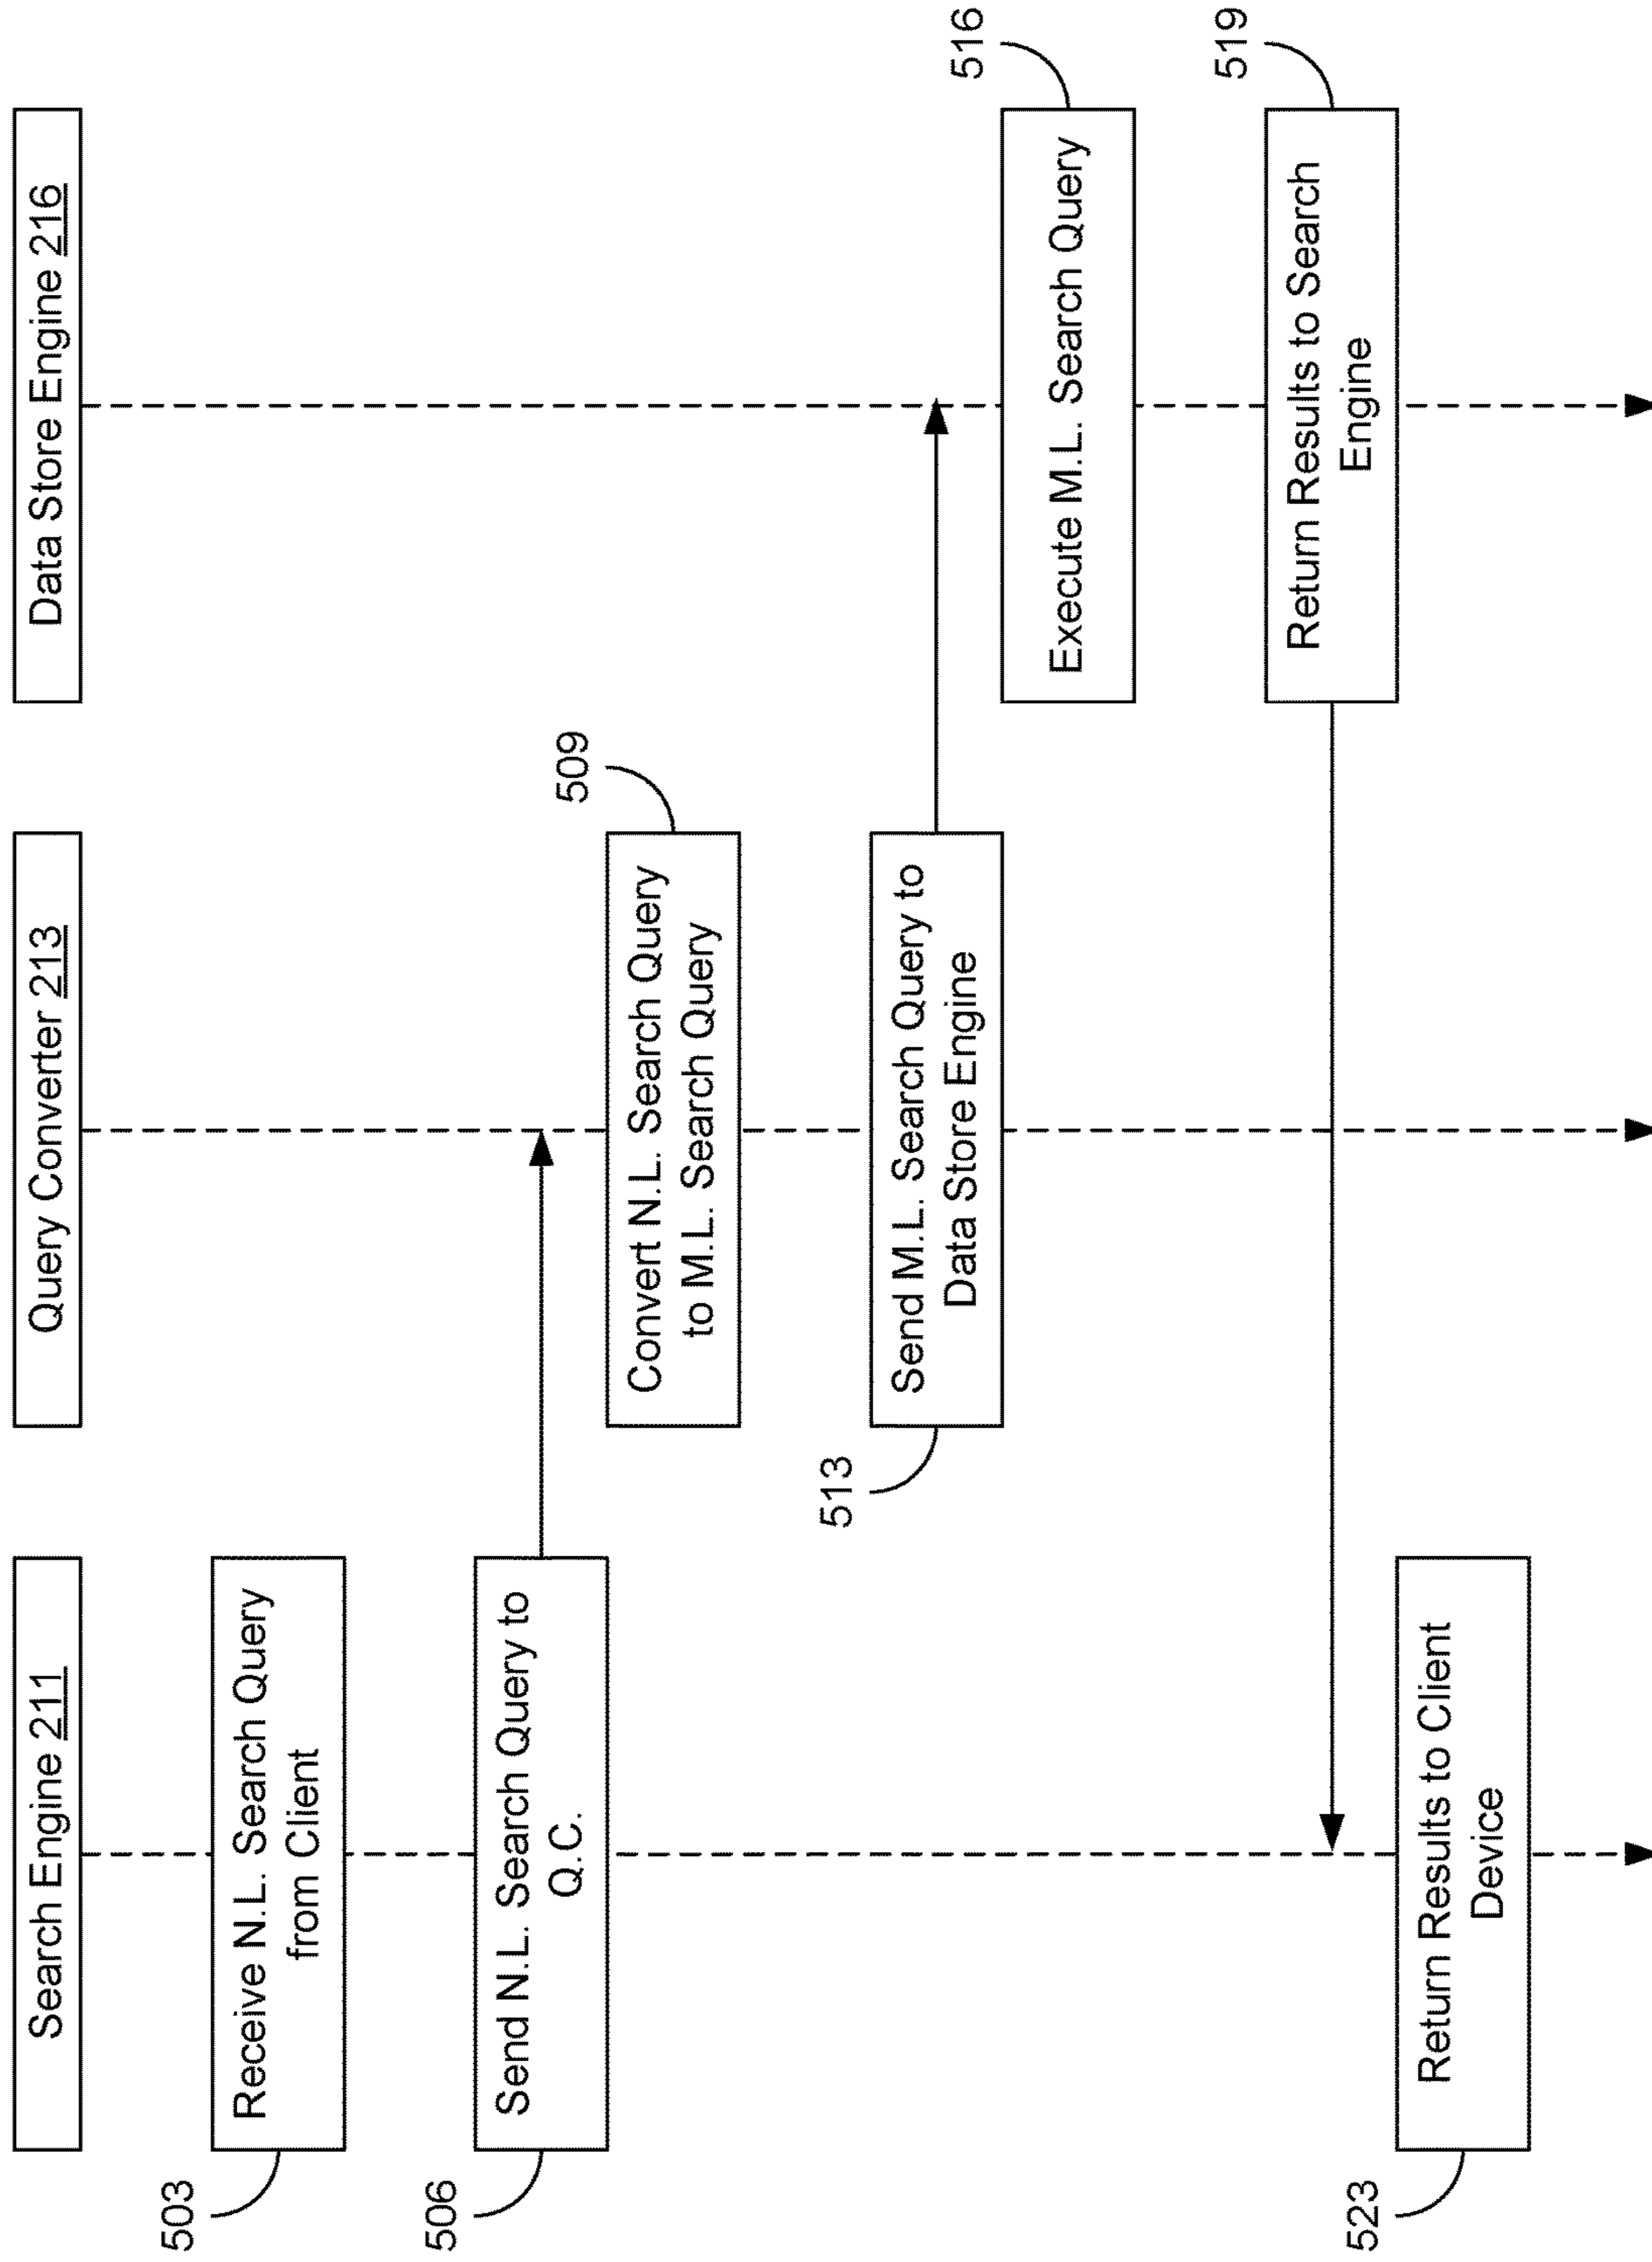 Search Engine 211
Query Converter 213
Data Store Engine 216
503
Receive N.L. Search Query
from Client
506
Send N.L. Search Query to
Q.C.
509
Convert N.L. Search Query
to M.L. Search Query
513
Send M.L. Search Query to
Data Store Engine
516
Execute M.L. Search Query
519
Return Results to Search
Engine
523
Return Results to Client
Device